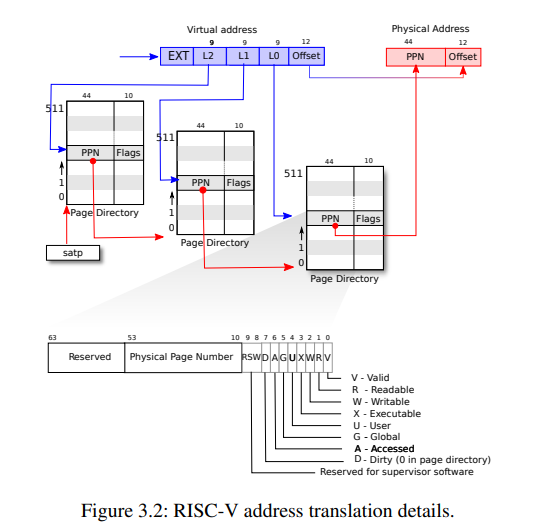 Virtual address
Physical Address
9 9 9 12
44 12
EXT L2 L1 L0 Offset
PPN Offset
44 10
511
PPN Flags
1
0
Page Directory
satp
44 10
511
PPN Flags
1
0
Page Directory
44 10
511
PPN Flags
1
0
Page Directory
63 53 10 9 8 7 6 5 4 3 2 1 0
Reserved Physical Page Number RSW D A G U X W R V
V - Valid
R - Readable
W - Writable
X - Executable
U - User
G - Global
A - Accessed
D - Dirty (0 in page directory)
Reserved for supervisor software
Figure 3.2: RISC-V address translation details.